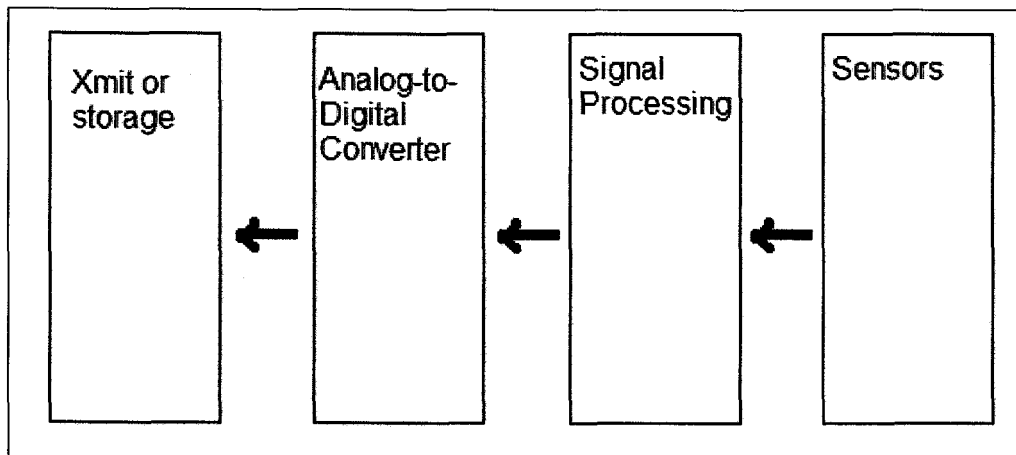 Xmit or
storage
Analog-to-
Digital
Converter
Signal
Processing
Sensors